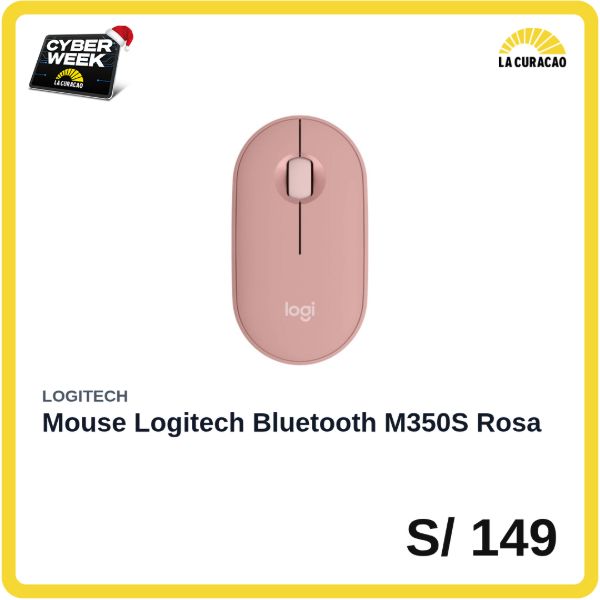 CYBER
WEEK
LA CURACAO
LA CURACAO
logi
LOGITECH
Mouse Logitech Bluetooth M350S Rosa
S/ 149